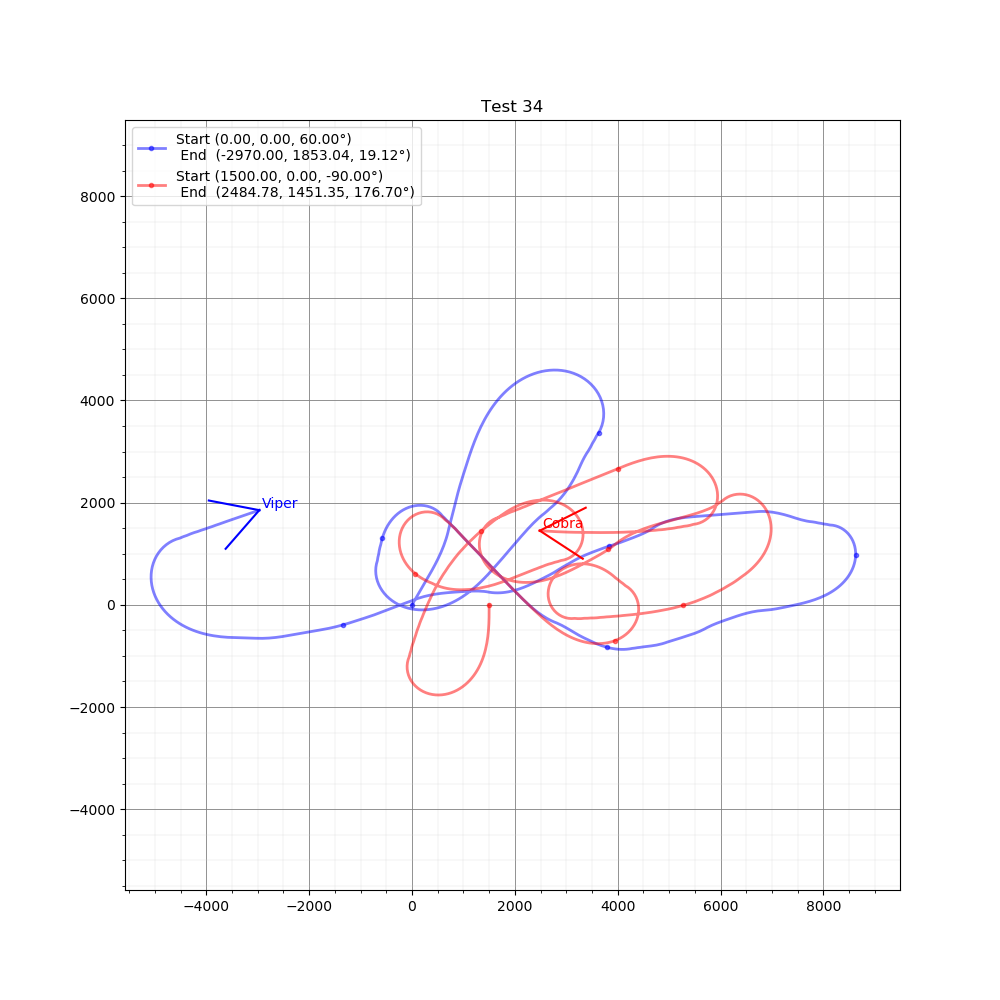 Test 34
Start (0.00, 0.00, 60.00°)
End (-2970.00, 1853.04, 19.12°)
Start (1500.00, 0.00, -90.00°)
End (2484.78, 1451.35, 176.70°)
8000
6000
4000
2000
0
−2000
−4000
Viper
Cobra
−4000 −2000 0 2000 4000 6000 8000